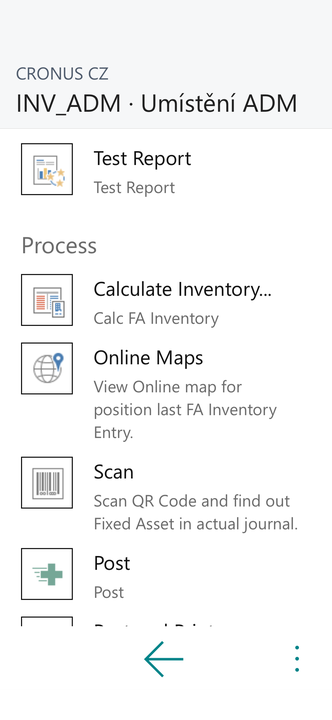 CRONUS CZ
INV_ADM · Umístění ADM
Test Report
Test Report
Process
Calculate Inventory...
Calc FA Inventory
Online Maps
View Online map for
position last FA Inventory
Entry.
Scan
Scan QR Code and find out
Fixed Asset in actual journal.
Post
Post